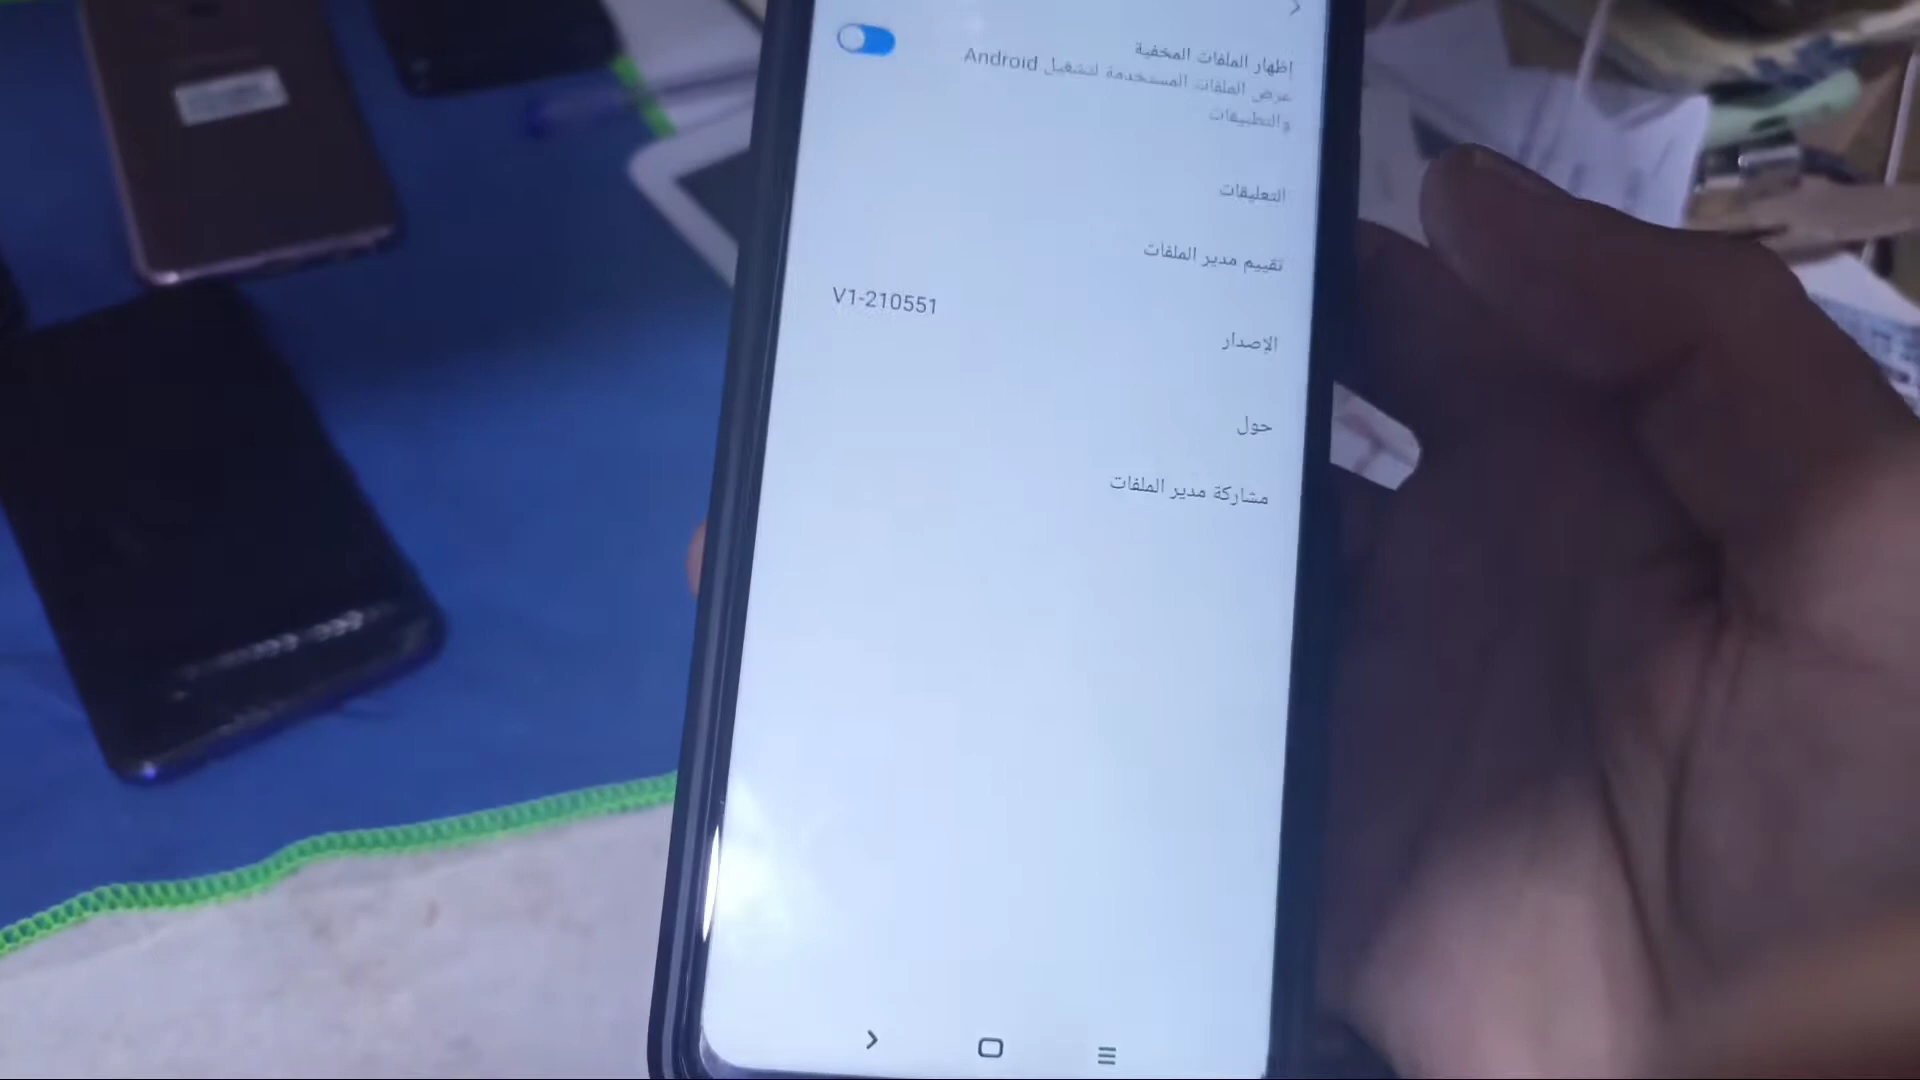 إظهار الملفات المخفية
عرض الملفات المستخدمة لتشغيل Android
والتطبيقات
التعليقات
تقييم مدير الملفات
الإصدار
V1-210551
حول
مشاركة مدير الملفات